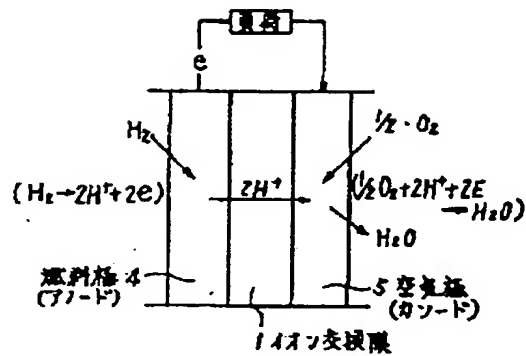 負荷
e
H₂
½・O₂
(H₂→2H⁺+2e)
2H⁺
(½O₂+2H⁺+2E
→H₂O)
H₂O
燃料極 4
(アノード)
5 空気極
(カソード)
1 イオン交換膜